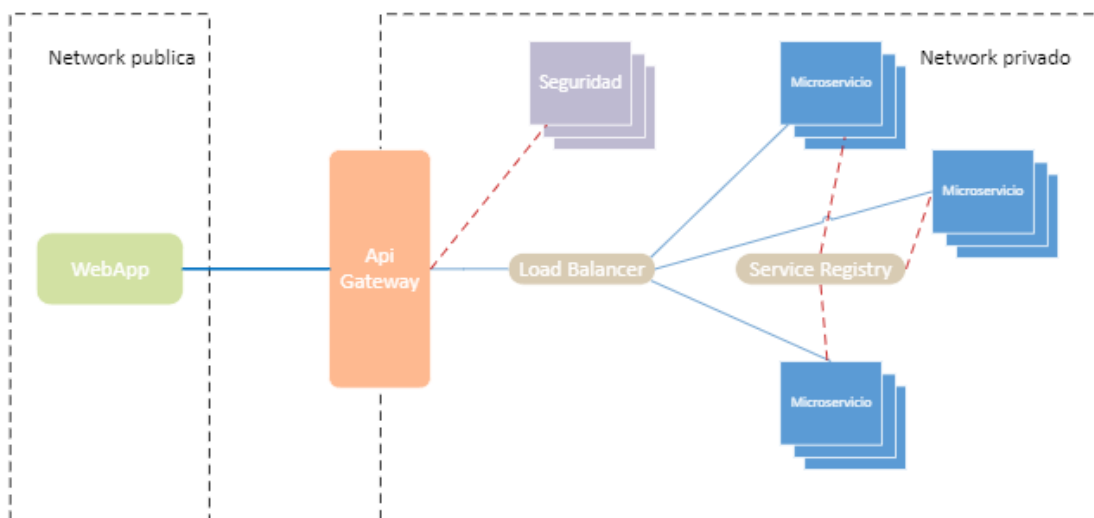 Network publica
Network privado
Seguridad
Microservicio
Microservicio
WebApp
Api
Gateway
Load Balancer
Service Registry
Microservicio